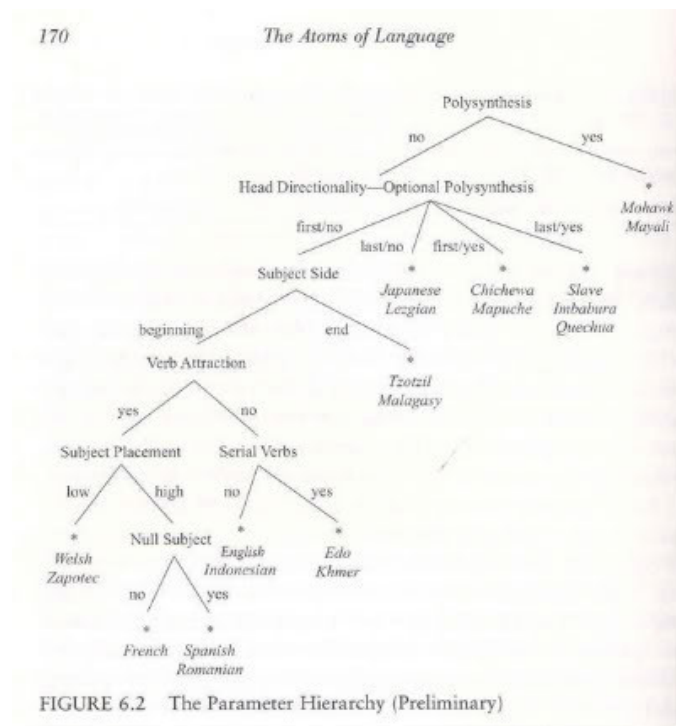 170
The Atoms of Language
Polysynthesis
no
yes
Head Directionality—Optional Polysynthesis
Mohawk
Mayali
first/no
last/no
first/yes
last/yes
Subject Side
Japanese
Lezgian
Chichewa
Mapuche
Slave
Imbabura
Quechua
beginning
end
Verb Attraction
Tzotzil
Malagasy
yes
no
Subject Placement
Serial Verbs
low
high
no
yes
Welsh
Zapotec
Null Subject
English
Indonesian
Edo
Khmer
no
yes
French
Spanish
Romanian
FIGURE 6.2 The Parameter Hierarchy (Preliminary)